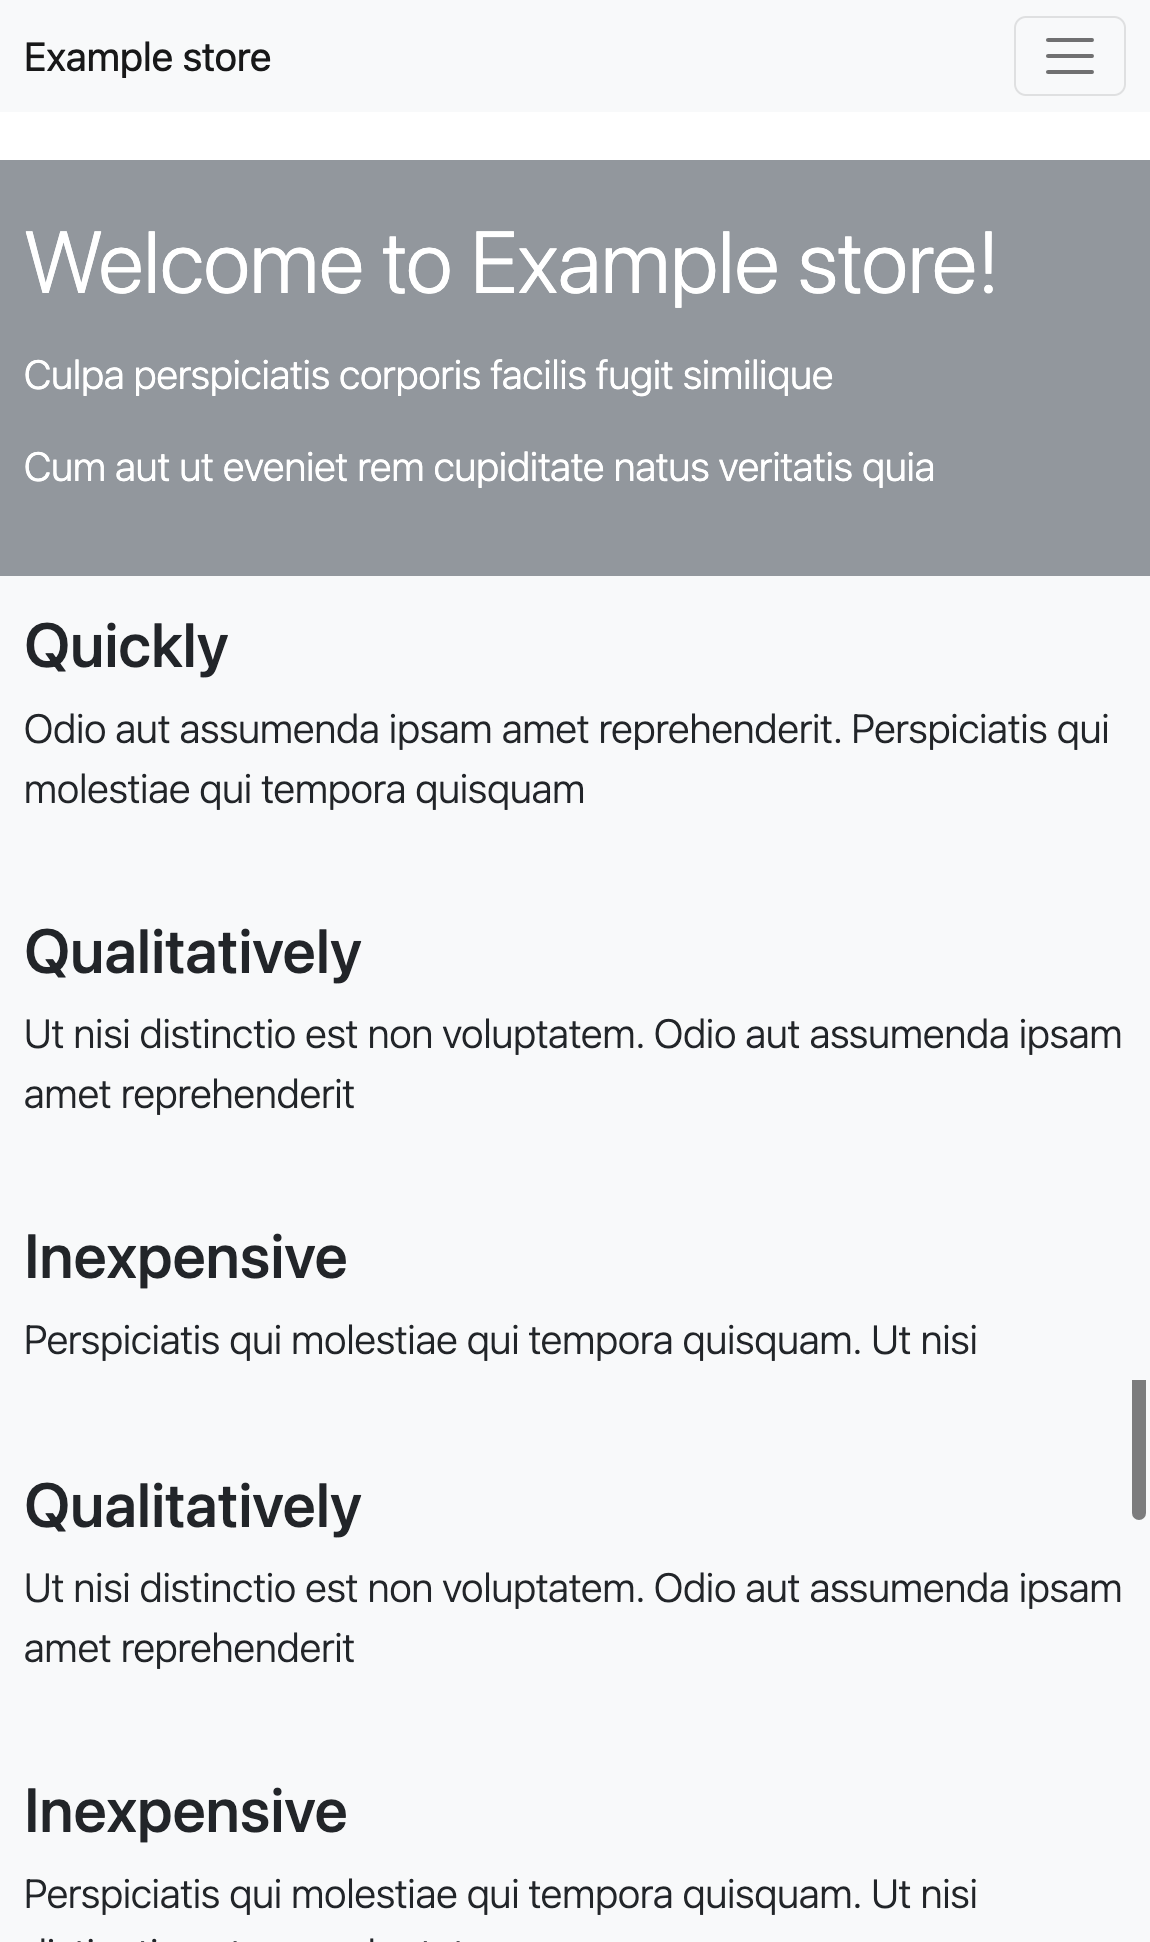 Example store
Welcome to Example store!
Culpa perspiciatis corporis facilis fugit similique
Cum aut ut eveniet rem cupiditate natus veritatis quia
Quickly
Odio aut assumenda ipsam amet reprehenderit. Perspiciatis qui
molestiae qui tempora quisquam
Qualitatively
Ut nisi distinctio est non voluptatem. Odio aut assumenda ipsam
amet reprehenderit
Inexpensive
Perspiciatis qui molestiae qui tempora quisquam. Ut nisi
Qualitatively
Ut nisi distinctio est non voluptatem. Odio aut assumenda ipsam
amet reprehenderit
Inexpensive
Perspiciatis qui molestiae qui tempora quisquam. Ut nisi